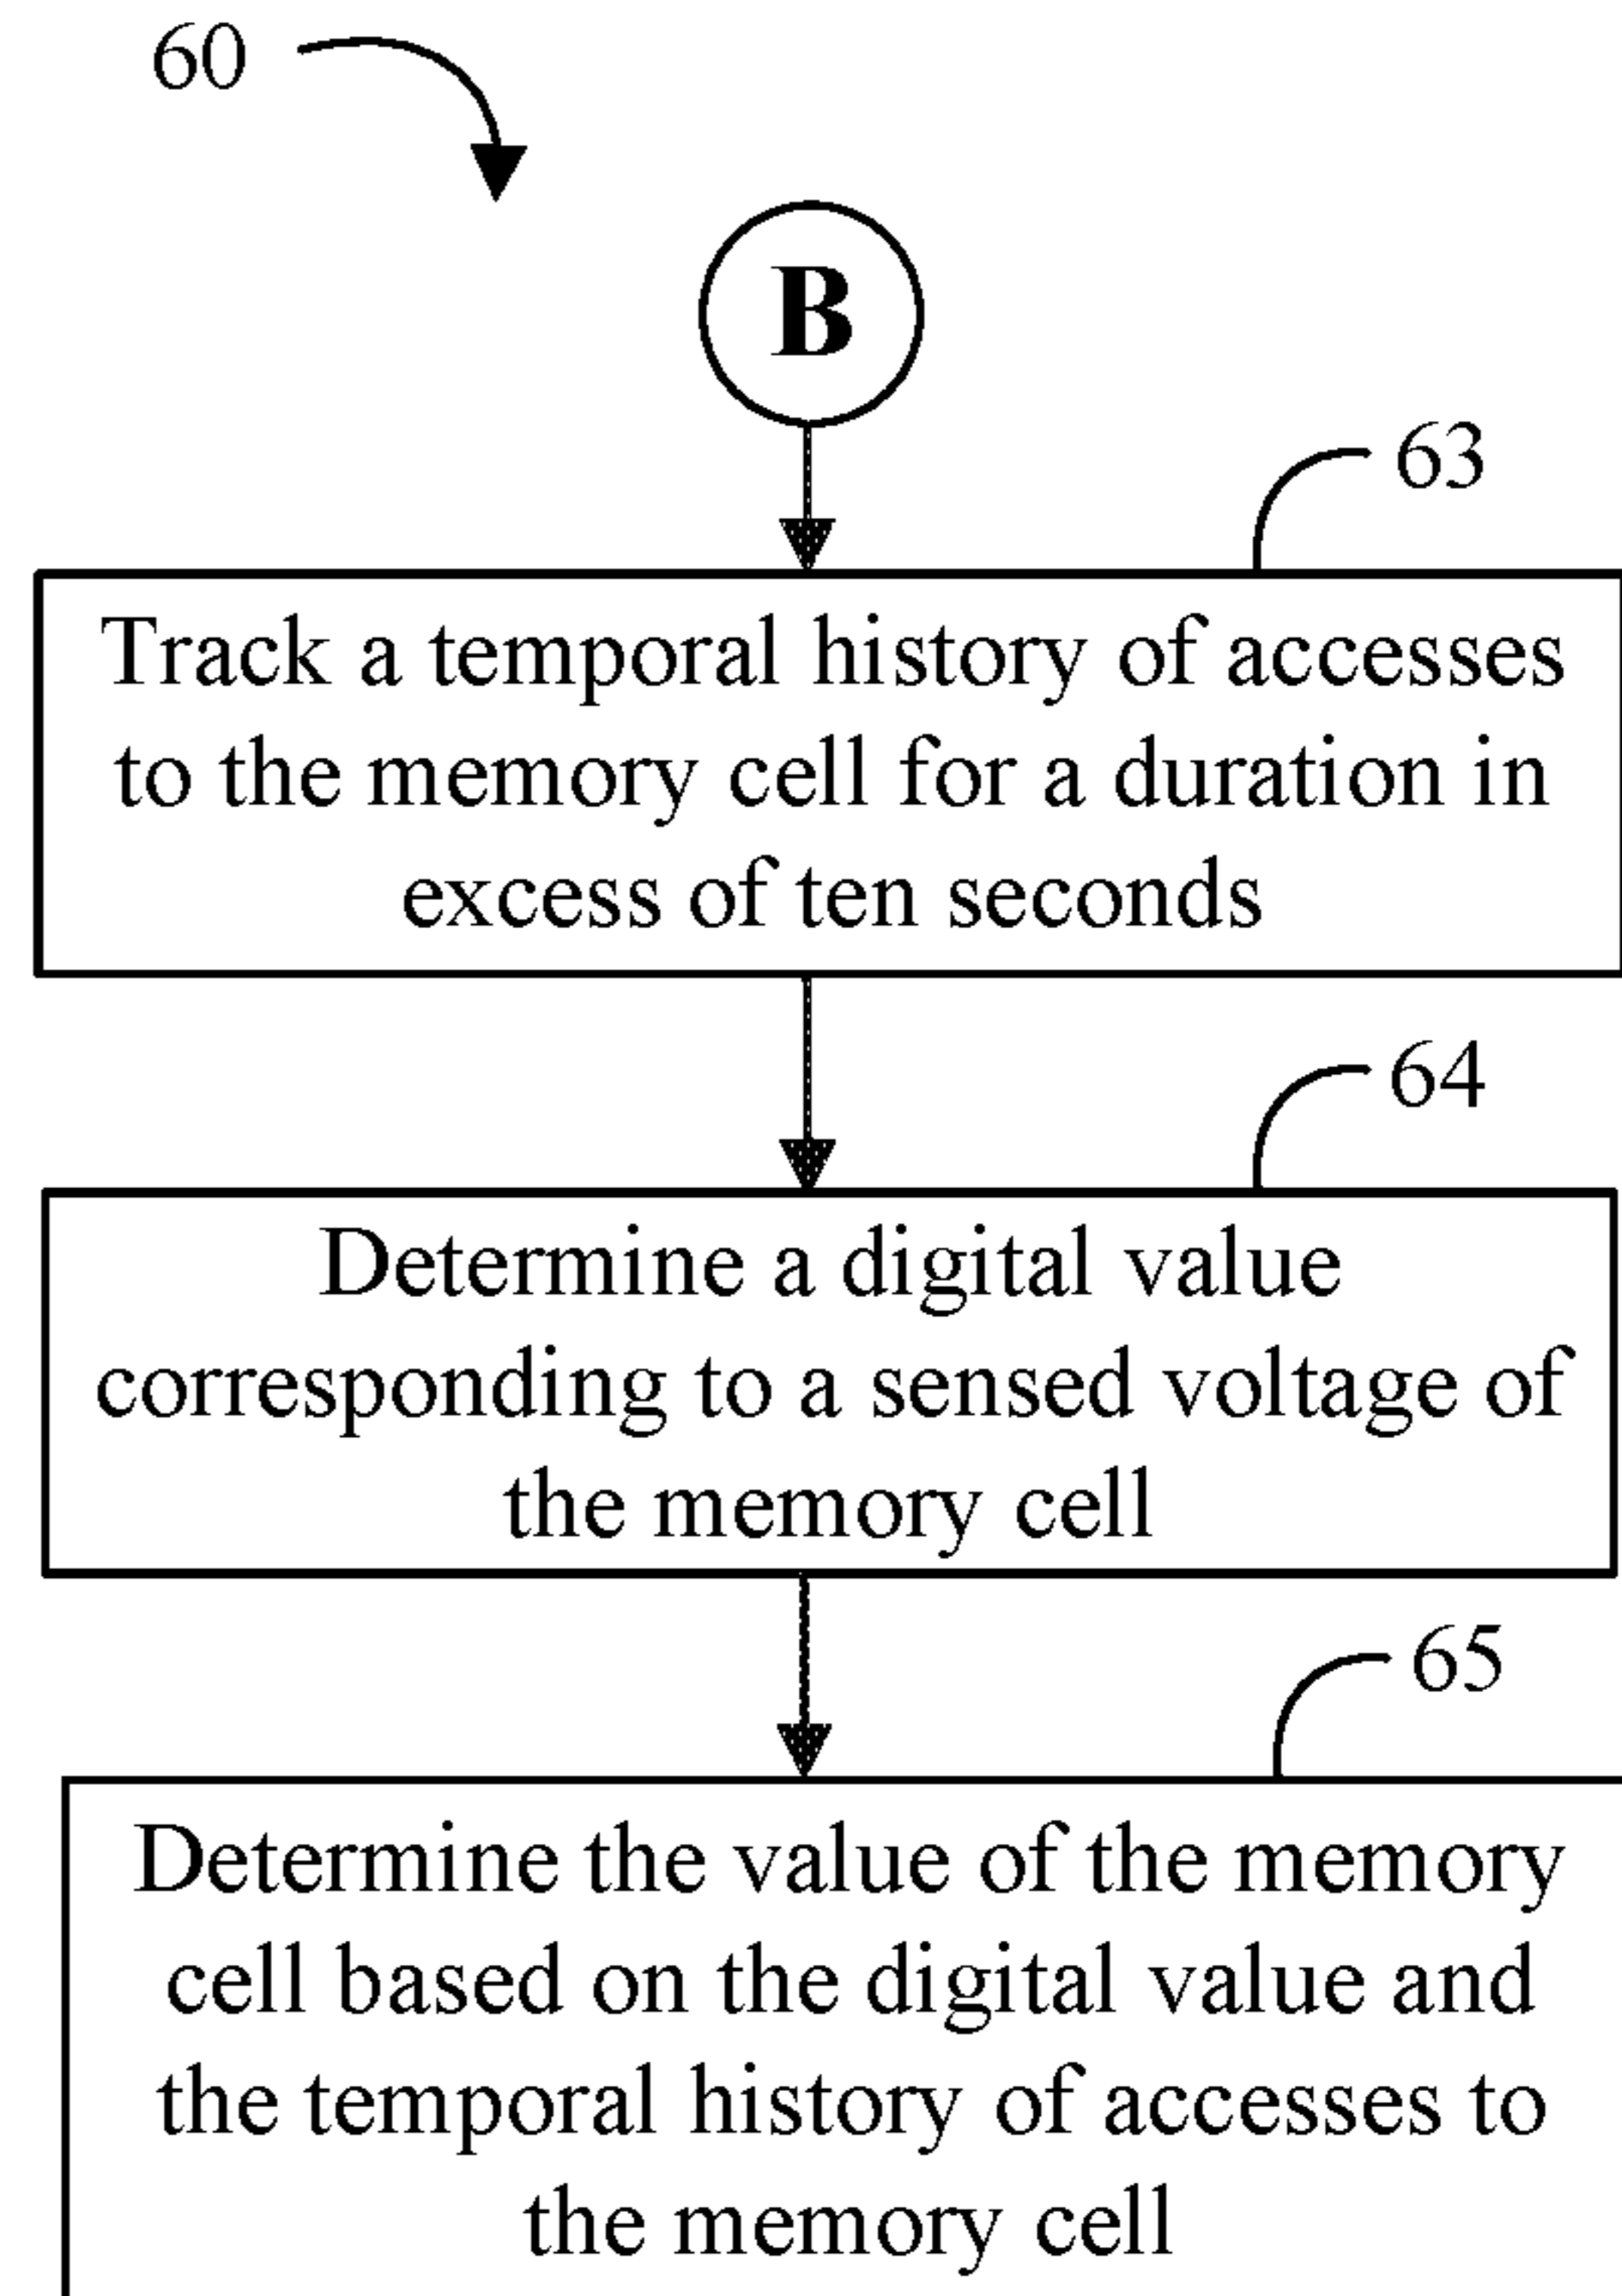 60
B
63
Track a temporal history of accesses
to the memory cell for a duration in
excess of ten seconds
64
Determine a digital value
corresponding to a sensed voltage of
the memory cell
65
Determine the value of the memory
cell based on the digital value and
the temporal history of accesses to
the memory cell